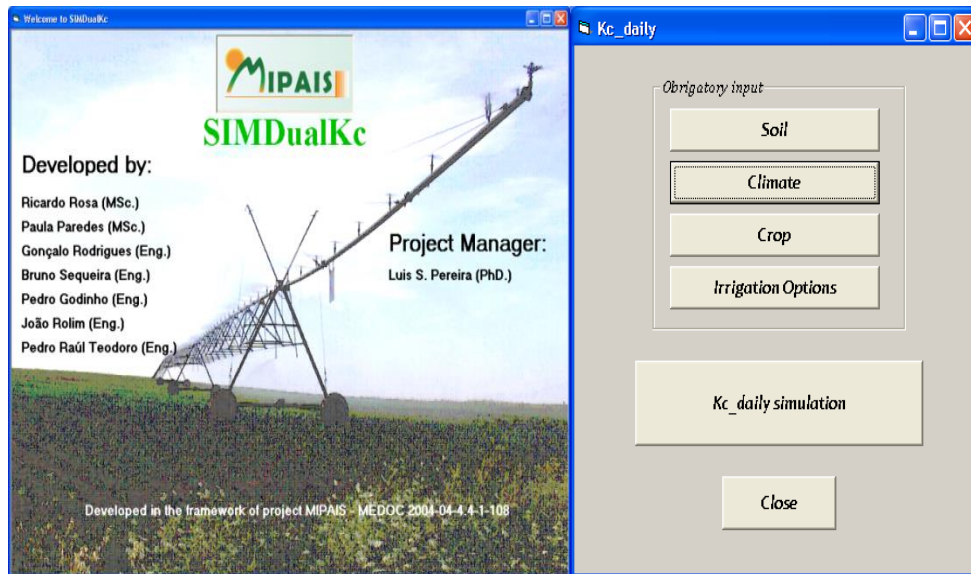 Welcome to SIMDualKc
MIPAIS
SIMDualKc
Developed by:
Ricardo Rosa (MSc.)
Paula Paredes (MSc.)
Gonçalo Rodrigues (Eng.)
Bruno Sequeira (Eng.)
Pedro Godinho (Eng.)
João Rolim (Eng.)
Pedro Raúl Teodoro (Eng.)
Project Manager:
Luis S. Pereira (PhD.)
Developed in the framework of project MIPAIS - MEDOC 2004-04-4.4-1-108
Kc_daily
Obrigatory input
Soil
Climate
Crop
Irrigation Options
Kc_daily simulation
Close